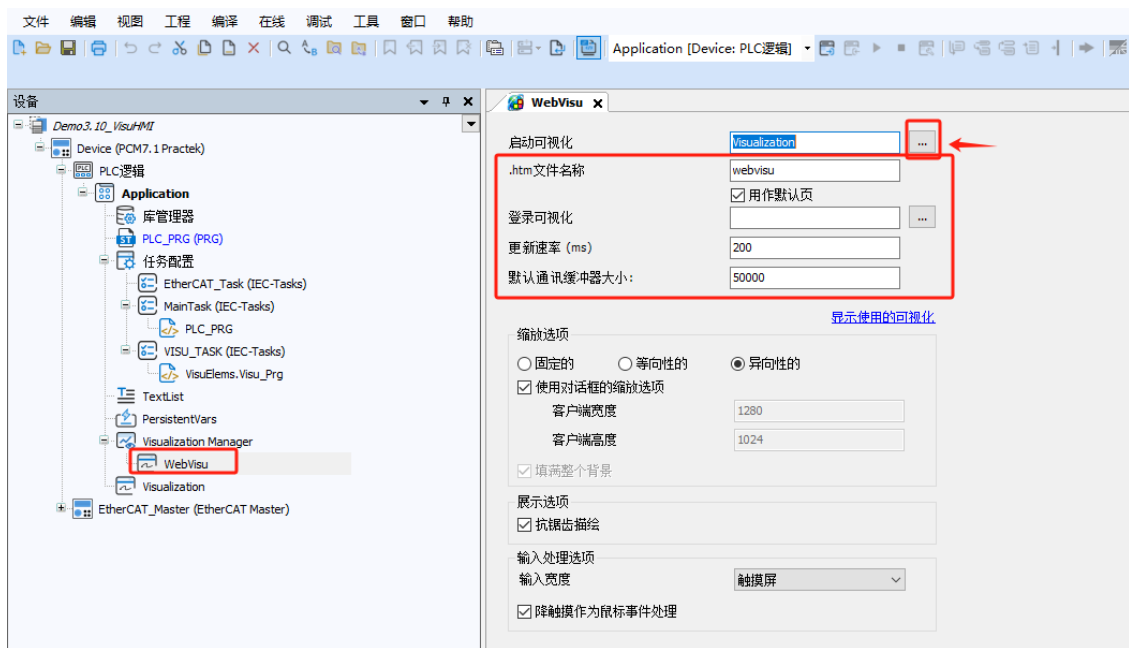 文件 编辑 视图 工程 编译 在线 调试 工具 窗口 帮助
Application [Device: PLC逻辑]
设备
Demo3.10_VisuHMI
Device (PCM7.1 Practek)
PLC逻辑
Application
库管理器
PLC_PRG (PRG)
任务配置
EtherCAT_Task (IEC-Tasks)
MainTask (IEC-Tasks)
PLC_PRG
VISU_TASK (IEC-Tasks)
VisuElems.Visu_Prg
TextList
PersistentVars
Visualization Manager
WebVisu
Visualization
EtherCAT_Master (EtherCAT Master)
WebVisu
启动可视化 Visualization ...
.htm文件名称 webvisu
用作默认页
登录可视化 ...
更新速率 (ms) 200
默认通讯缓冲器大小: 50000
显示使用的可视化
缩放选项
固定的 等向性的 异向性的
使用对话框的缩放选项
客户端宽度 1280
客户端高度 1024
填满整个背景
展示选项
抗锯齿描绘
输入处理选项
输入宽度 触摸屏
降触摸作为鼠标事件处理